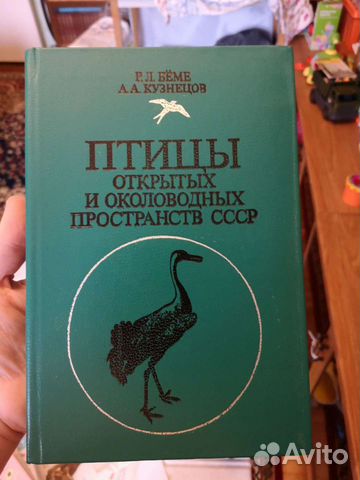 Р.Л. БЁМЕ
А.А. КУЗНЕЦОВ
ПТИЦЫ
ОТКРЫТЫХ
И ОКОЛОВОДНЫХ
ПРОСТРАНСТВ СССР
Avito